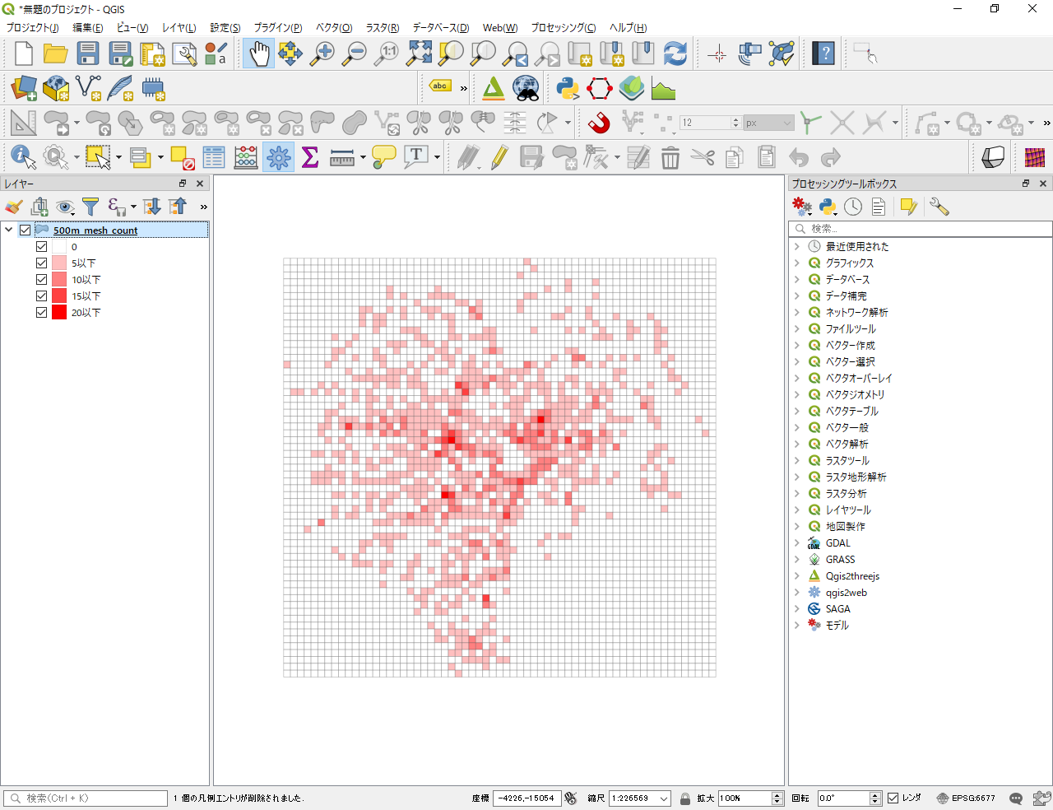 *無題のプロジェクト - QGIS
プロジェクト(J) 編集(E) ビュー(V) レイヤ(L) 設定(S) プラグイン(P) ベクタ(O) ラスタ(R) データベース(D) Web(W) プロセッシング(C) ヘルプ(H)
1:1
a
abc »
12 px »
T
レイヤー
ε »
500m_mesh_count
0
5以下
10以下
15以下
20以下
プロセッシングツールボックス
検索...
最近使用された
グラフィックス
データベース
データ補完
ネットワーク解析
ファイルツール
ベクター作成
ベクター選択
ベクタオーバーレイ
ベクタジオメトリ
ベクタテーブル
ベクター一般
ベクタ解析
ラスタツール
ラスタ地形解析
ラスタ分析
レイヤツール
地図製作
GDAL
GRASS
Qgis2threejs
qgis2web
SAGA
モデル
検索(Ctrl + K) 1 個の凡例エントリが削除されました. 座標 -4226,-15054 縮尺 1:226569 拡大 100% 回転 0.0° レンダ EPSG:6677